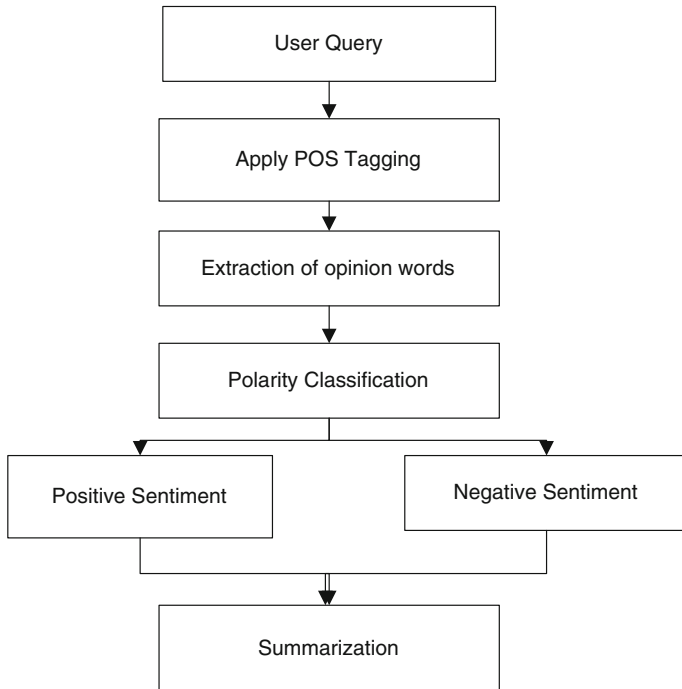 User Query
Apply POS Tagging
Extraction of opinion words
Polarity Classification
Positive Sentiment
Negative Sentiment
Summarization